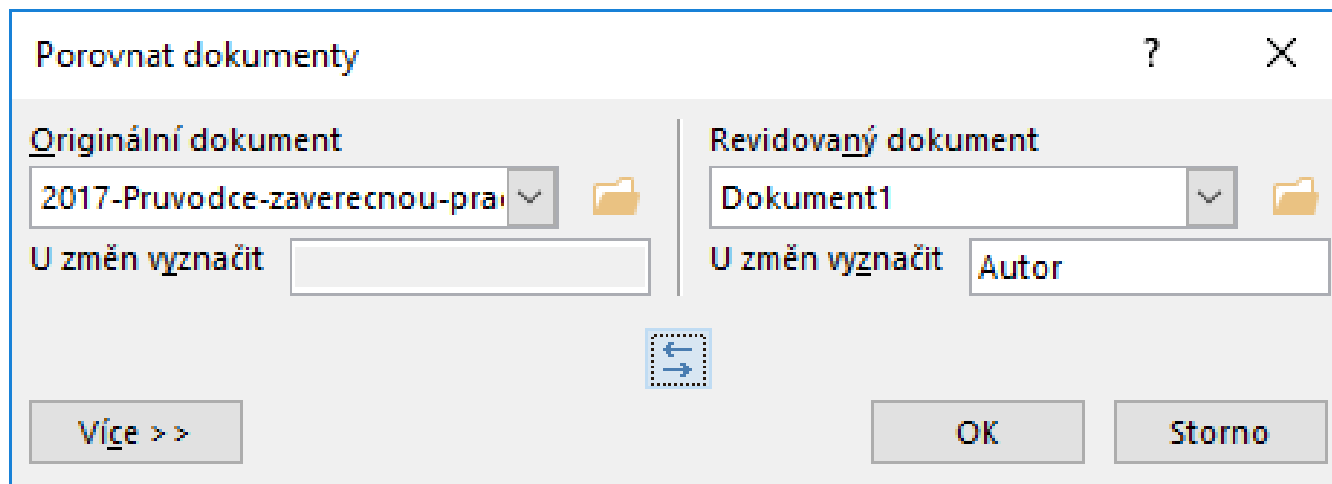 Porovnat dokumenty ?
Originální dokument
2017-Pruvodce-zaverecnou-pra
U změn vyznačit
Revidovaný dokument
Dokument1
U změn vyznačit Autor
Více >>
OK
Storno